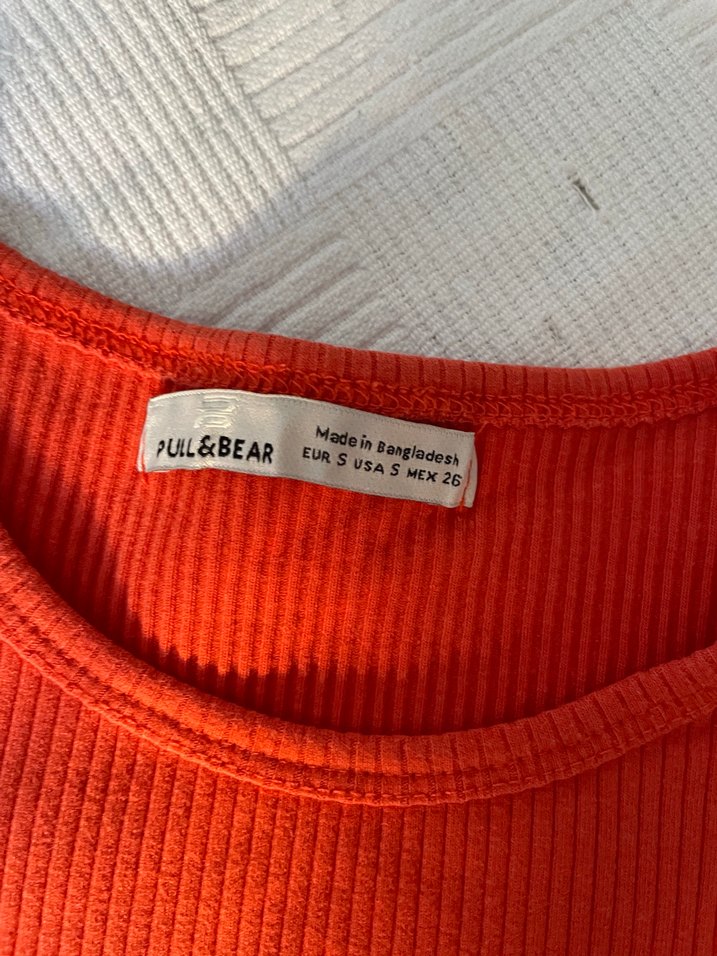 PULL&BEAR
Made in Bangladesh
EUR S USA S MEX 26